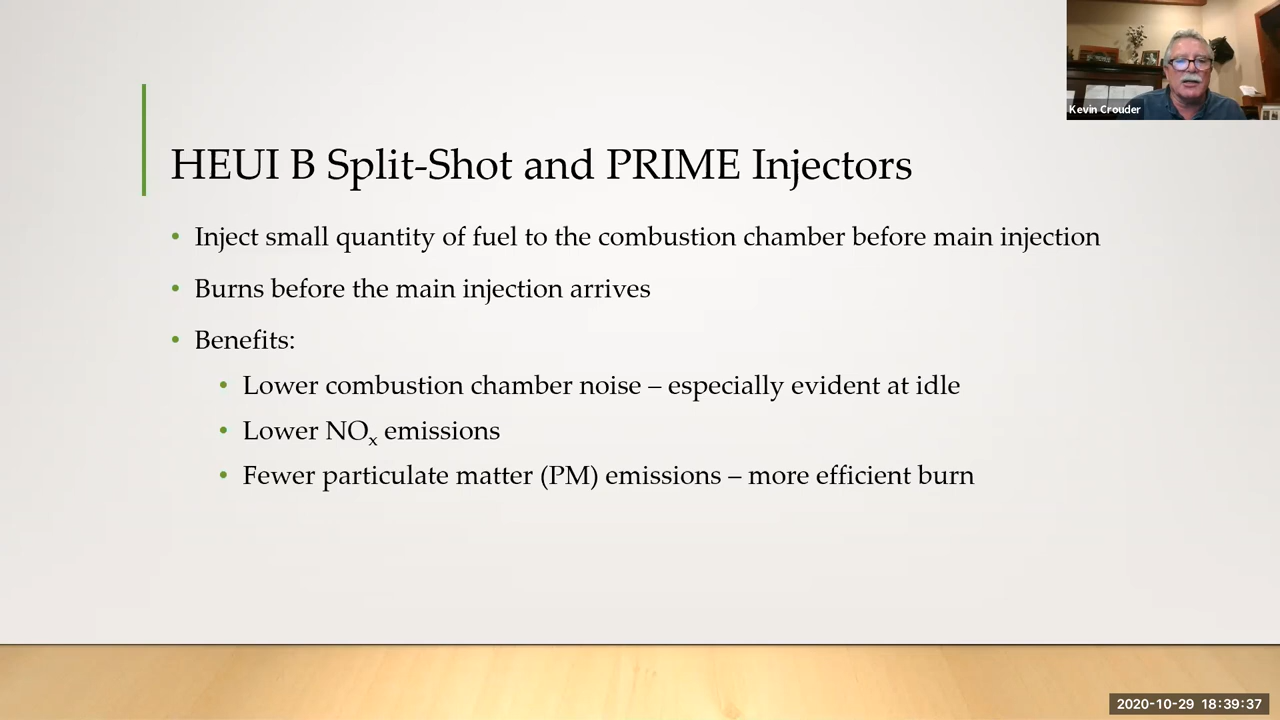 Kevin Crouder
HEUI B Split-Shot and PRIME Injectors
• Inject small quantity of fuel to the combustion chamber before main injection
• Burns before the main injection arrives
• Benefits:
• Lower combustion chamber noise – especially evident at idle
• Lower NOx emissions
• Fewer particulate matter (PM) emissions – more efficient burn
2020-10-29 18:39:37